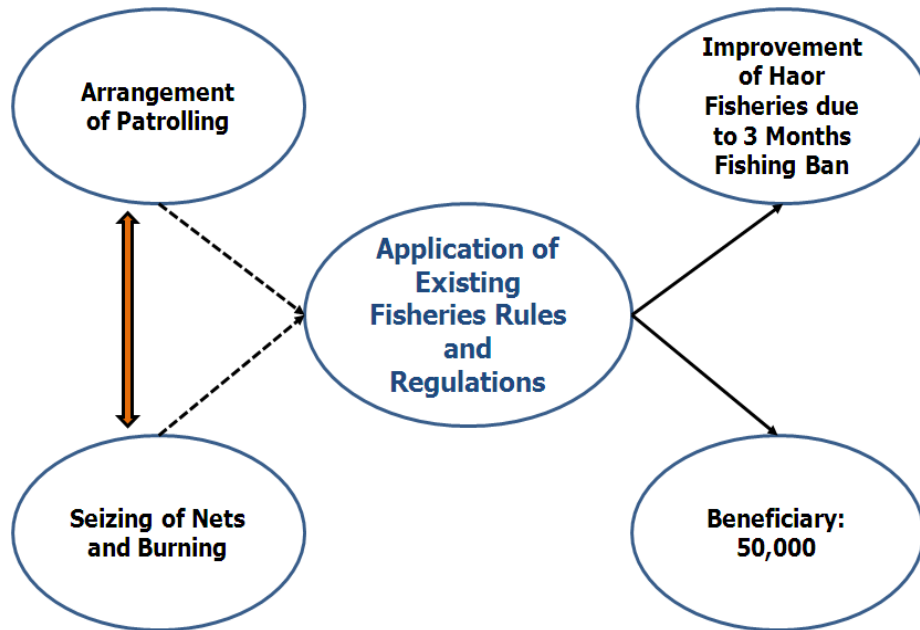 Arrangement
of Patrolling
Improvement
of Haor
Fisheries due
to 3 Months
Fishing Ban
Application of
Existing
Fisheries Rules
and
Regulations
Seizing of Nets
and Burning
Beneficiary:
50,000